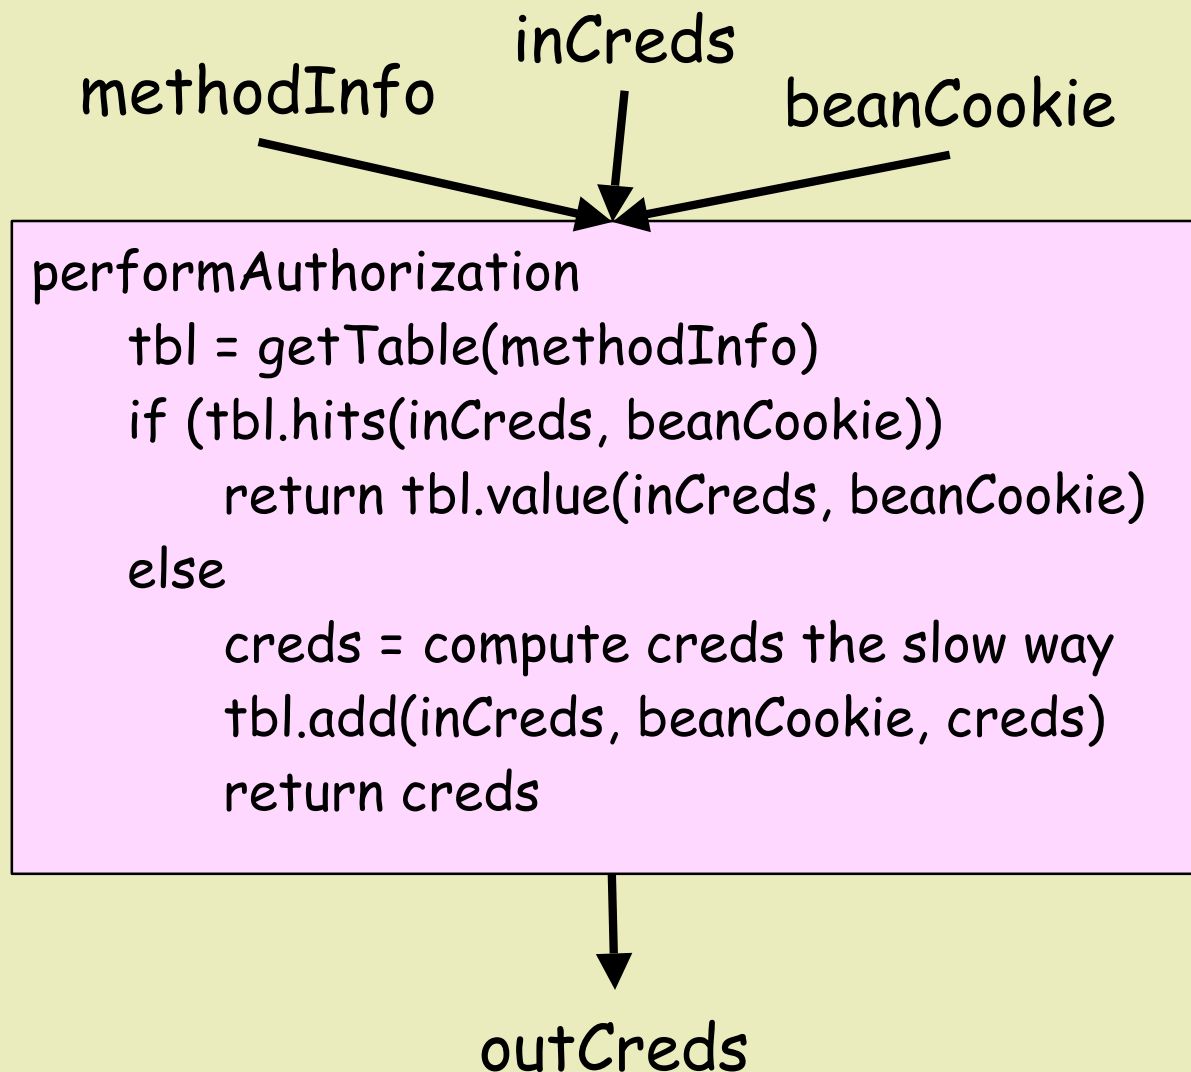 inCreds
methodInfo
beanCookie
performAuthorization
tbl = getTable(methodInfo)
if (tbl.hits(inCreds, beanCookie))
return tbl.value(inCreds, beanCookie)
else
creds = compute creds the slow way
tbl.add(inCreds, beanCookie, creds)
return creds
outCreds